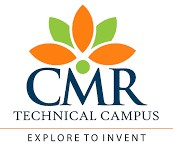 CMR
TECHNICAL CAMPUS
EXPLORE TO INVENT